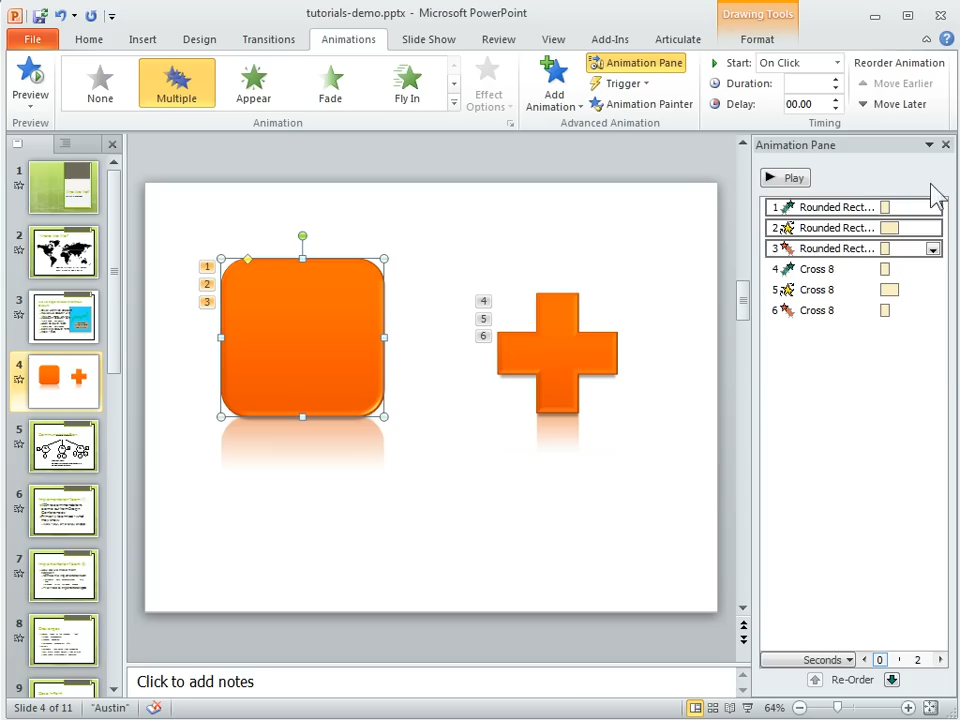 tutorials-demo.pptx - Microsoft PowerPoint
Drawing Tools
File
Home
Insert
Design
Transitions
Animations
Slide Show
Review
View
Add-Ins
Articulate
Format
Preview
None
Multiple
Appear
Fade
Fly In
Effect
Options
Add
Animation
Animation Pane
Trigger
Animation Painter
Start: On Click
Duration:
Delay: 00.00
Reorder Animation
Move Earlier
Move Later
Preview
Animation
Advanced Animation
Timing
Animation Pane
Play
1 Rounded Rect...
2 Rounded Rect...
3 Rounded Rect...
4 Cross 8
5 Cross 8
6 Cross 8
Seconds 0 2
Re-Order
1
2
3
4
5
6
7
8
9
1
2
3
4
5
6
Click to add notes
Slide 4 of 11
"Austin"
64%